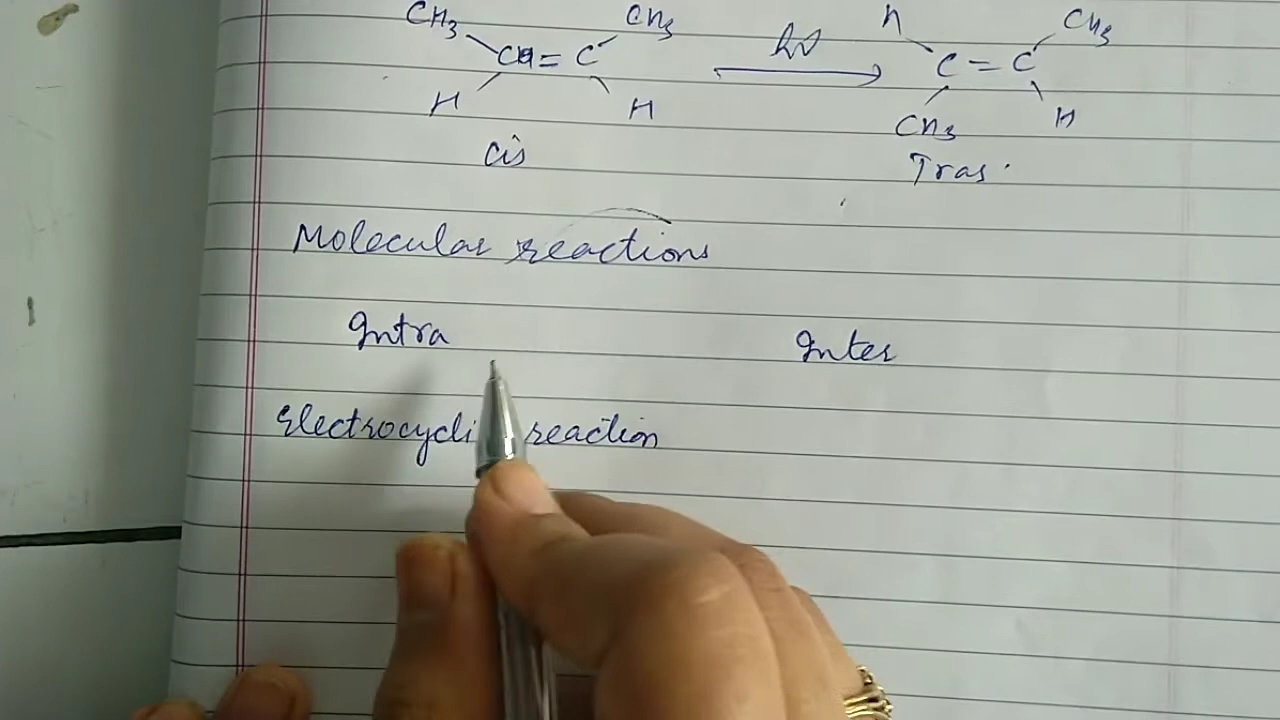 CH3 CH3 hν H CH3
CH = C C = C
H H CH3 H
cis Tras.
Molecular reactions
Intra Inter
Electrocycli reaction